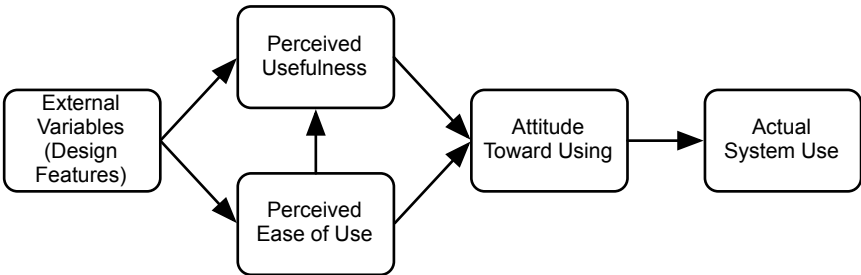 External
Variables
(Design
Features)
Perceived
Usefulness
Perceived
Ease of Use
Attitude
Toward Using
Actual
System Use